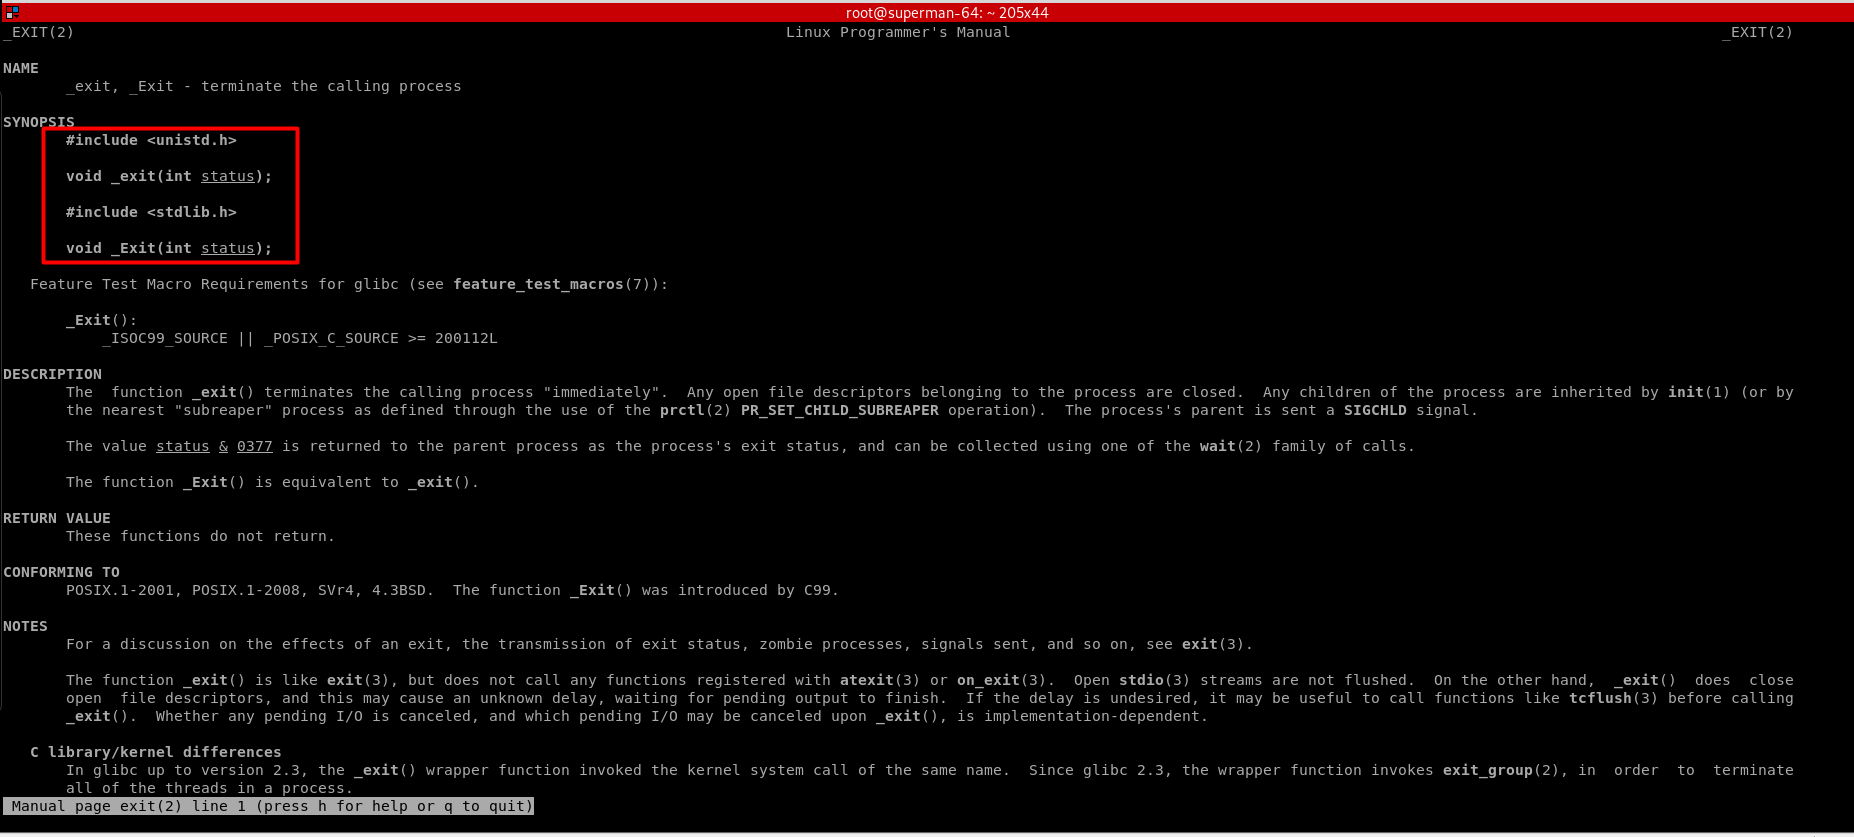 root@superman-64: ~ 205x44
_EXIT(2) Linux Programmer's Manual _EXIT(2)
NAME
_exit, _Exit - terminate the calling process
SYNOPSIS
#include <unistd.h>
void _exit(int status);
#include <stdlib.h>
void _Exit(int status);
Feature Test Macro Requirements for glibc (see feature_test_macros(7)):
_Exit():
_ISOC99_SOURCE || _POSIX_C_SOURCE >= 200112L
DESCRIPTION
The function _exit() terminates the calling process "immediately". Any open file descriptors belonging to the process are closed. Any children of the process are inherited by init(1) (or by
the nearest "subreaper" process as defined through the use of the prctl(2) PR_SET_CHILD_SUBREAPER operation). The process's parent is sent a SIGCHLD signal.
The value status & 0377 is returned to the parent process as the process's exit status, and can be collected using one of the wait(2) family of calls.
The function _Exit() is equivalent to _exit().
RETURN VALUE
These functions do not return.
CONFORMING TO
POSIX.1-2001, POSIX.1-2008, SVr4, 4.3BSD. The function _Exit() was introduced by C99.
NOTES
For a discussion on the effects of an exit, the transmission of exit status, zombie processes, signals sent, and so on, see exit(3).
The function _exit() is like exit(3), but does not call any functions registered with atexit(3) or on_exit(3). Open stdio(3) streams are not flushed. On the other hand, _exit() does close
open file descriptors, and this may cause an unknown delay, waiting for pending output to finish. If the delay is undesired, it may be useful to call functions like tcflush(3) before calling
_exit(). Whether any pending I/O is canceled, and which pending I/O may be canceled upon _exit(), is implementation-dependent.
C library/kernel differences
In glibc up to version 2.3, the _exit() wrapper function invoked the kernel system call of the same name. Since glibc 2.3, the wrapper function invokes exit_group(2), in order to terminate
all of the threads in a process.
Manual page exit(2) line 1 (press h for help or q to quit)